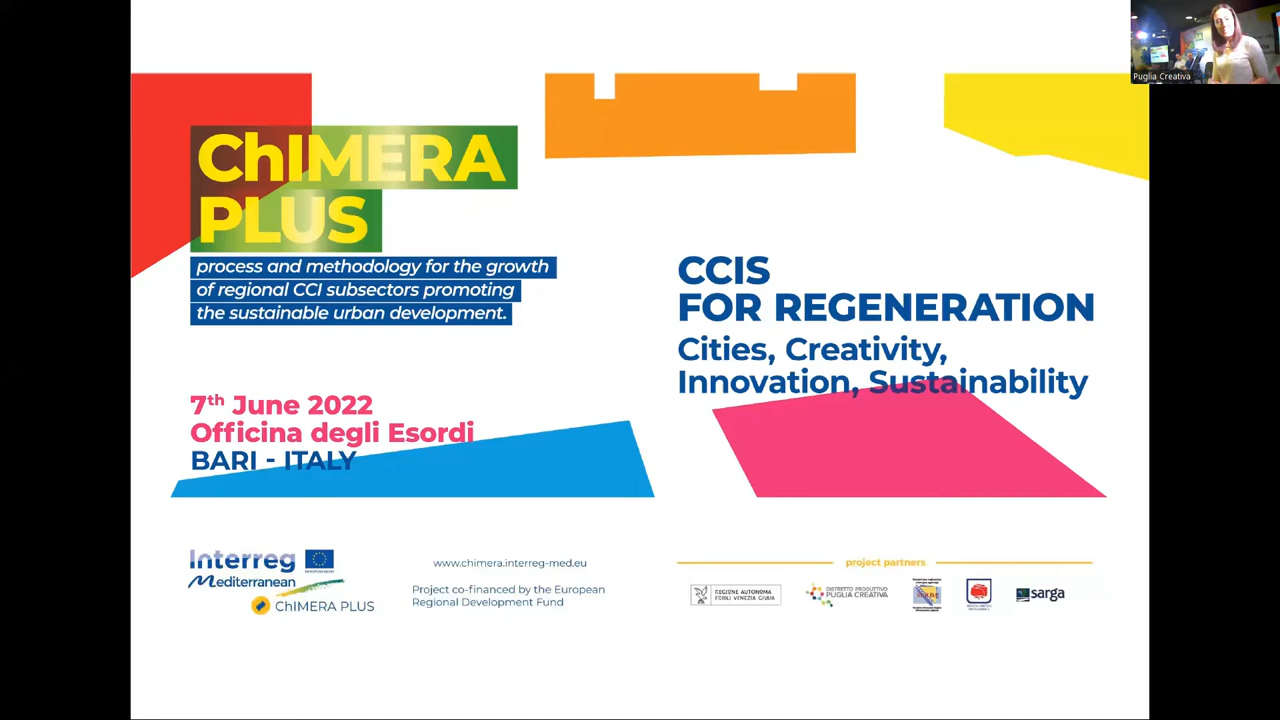 Puglia Creativa
ChIMERA
PLUS
process and methodology for the growth
of regional CCI subsectors promoting
the sustainable urban development.
CCIS
FOR REGENERATION
Cities, Creativity,
Innovation, Sustainability
7th June 2022
Officina degli Esordi
BARI - ITALY
Interreg
Mediterranean
ChIMERA PLUS
www.chimera.interreg-med.eu
Project co-financed by the European
Regional Development Fund
project partners
REGIONE AUTONOMA
FRIULI VENEZIA GIULIA
DISTRETTO PRODUTTIVO
PUGLIA CREATIVA
sarga